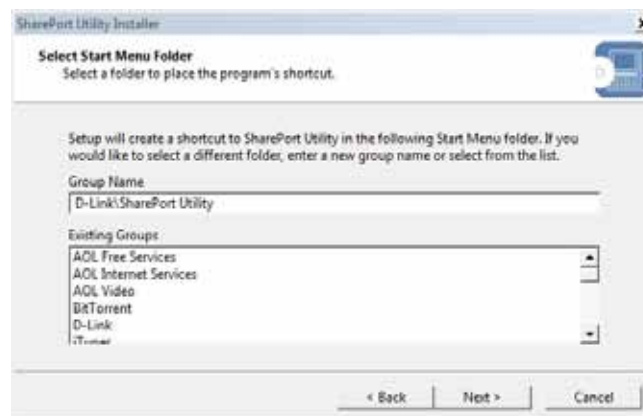 SharePort Utility Installer
Select Start Menu Folder
Select a folder to place the program's shortcut.
Setup will create a shortcut to SharePort Utility in the following Start Menu folder. If you
would like to select a different folder, enter a new group name or select from the list.
Group Name
D-Link\SharePort Utility
Existing Groups
AOL Free Services
AOL Internet Services
AOL Video
BitTorrent
D-Link
iTunes
< Back
Next >
Cancel